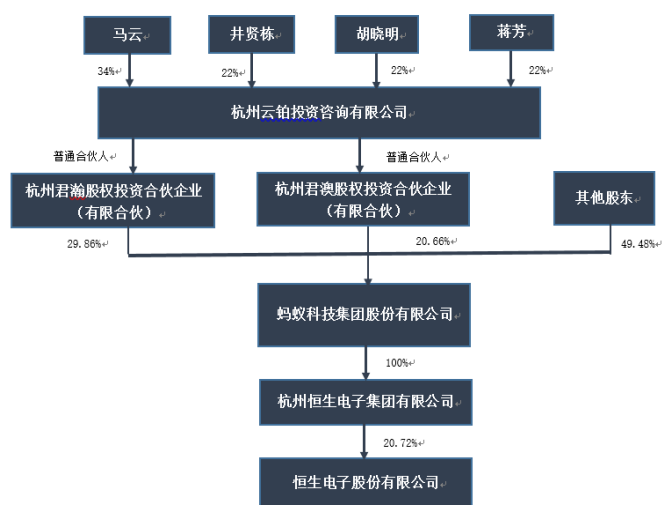 马云
井贤栋
胡晓明
蒋芳
34%
22%
22%
22%
杭州云铂投资咨询有限公司
普通合伙人
普通合伙人
杭州君瀚股权投资合伙企业
（有限合伙）
杭州君澳股权投资合伙企业
（有限合伙）
其他股东
29.86%
20.66%
49.48%
蚂蚁科技集团股份有限公司
100%
杭州恒生电子集团有限公司
20.72%
恒生电子股份有限公司